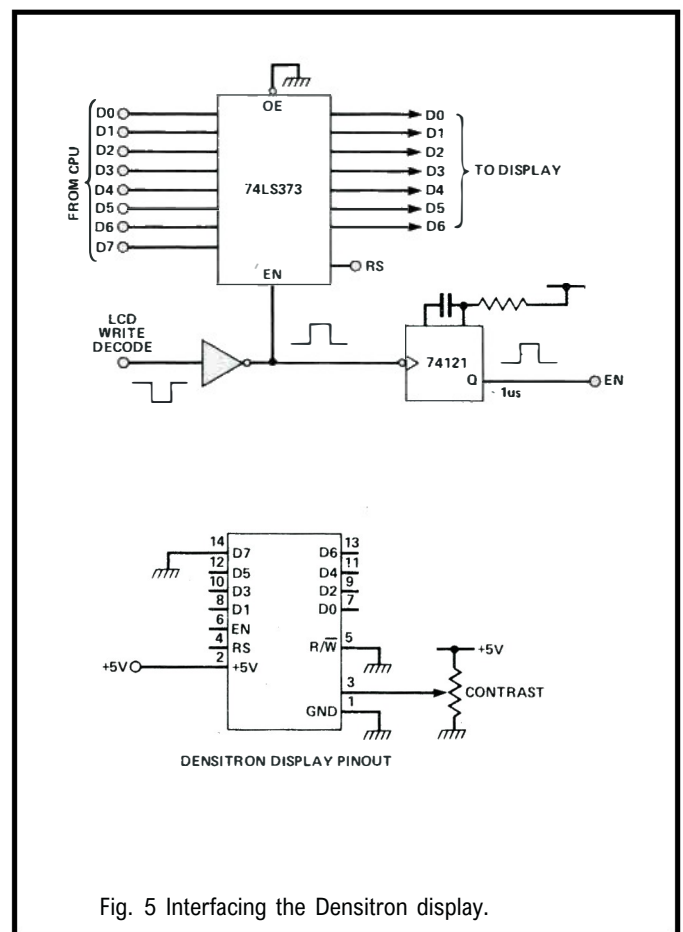 OE
D0 D0
D1 D1
D2 D2
D3 D3
D4 D4
D5 D5
D6 D6
D7
FROM CPU
74LS373
TO DISPLAY
EN
RS
LCD
WRITE
DECODE
74121
Q
1us
EN
14 D7 D6 13
12 D5 D4 11
10 D3 D2 9
8 D1 D0 7
6 EN
4 RS R/W̅ 5
2 +5V
+5V
+5V
3
CONTRAST
GND 1
DENSITRON DISPLAY PINOUT
Fig. 5 Interfacing the Densitron display.